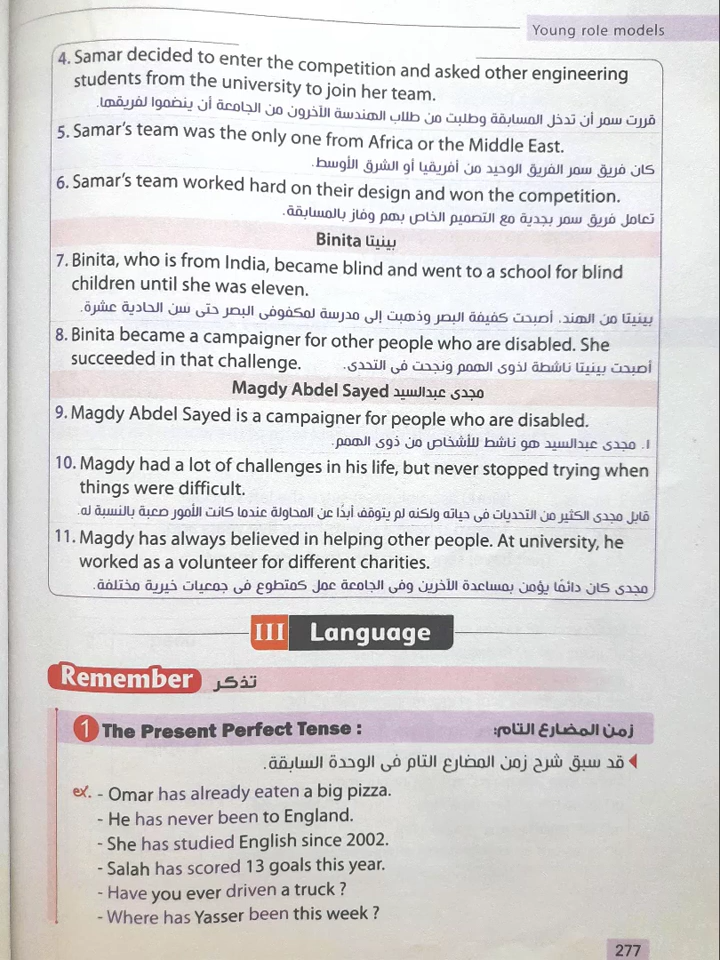 Young role models
4. Samar decided to enter the competition and asked other engineering
students from the university to join her team.
قررت سمر أن تدخل المسابقة وطلبت من طلاب الهندسة الآخرون من الجامعة أن ينضموا لفريقها.
5. Samar's team was the only one from Africa or the Middle East.
كان فريق سمر الفريق الوحيد من أفريقيا أو الشرق الأوسط.
6. Samar's team worked hard on their design and won the competition.
تعامل فريق سمر بجدية مع التصميم الخاص بهم وفاز بالمسابقة.
Binita بينيتا
7. Binita, who is from India, became blind and went to a school for blind
children until she was eleven.
بينيتا من الهند، أصبحت كفيفة البصر وذهبت إلى مدرسة لمكفوفى البصر حتى سن الحادية عشرة.
8. Binita became a campaigner for other people who are disabled. She
succeeded in that challenge. أصبحت بينيتا ناشطة لذوى الهمم ونجحت فى التحدى.
Magdy Abdel Sayed مجدى عبدالسيد
9. Magdy Abdel Sayed is a campaigner for people who are disabled.
ا. مجدى عبدالسيد هو ناشط للأشخاص من ذوى الهمم.
10. Magdy had a lot of challenges in his life, but never stopped trying when
things were difficult.
قابل مجدى الكثير من التحديات فى حياته ولكنه لم يتوقف أبدًا عن المحاولة عندما كانت الأمور صعبة بالنسبة له.
11. Magdy has always believed in helping other people. At university, he
worked as a volunteer for different charities.
مجدى كان دائمًا يؤمن بمساعدة الآخرين وفى الجامعة عمل كمتطوع فى جمعيات خيرية مختلفة.
III Language
Remember تذكر
1 The Present Perfect Tense : زمن المضارع التام:
قد سبق شرح زمن المضارع التام فى الوحدة السابقة.
ex. - Omar has already eaten a big pizza.
- He has never been to England.
- She has studied English since 2002.
- Salah has scored 13 goals this year.
- Have you ever driven a truck ?
- Where has Yasser been this week ?
277